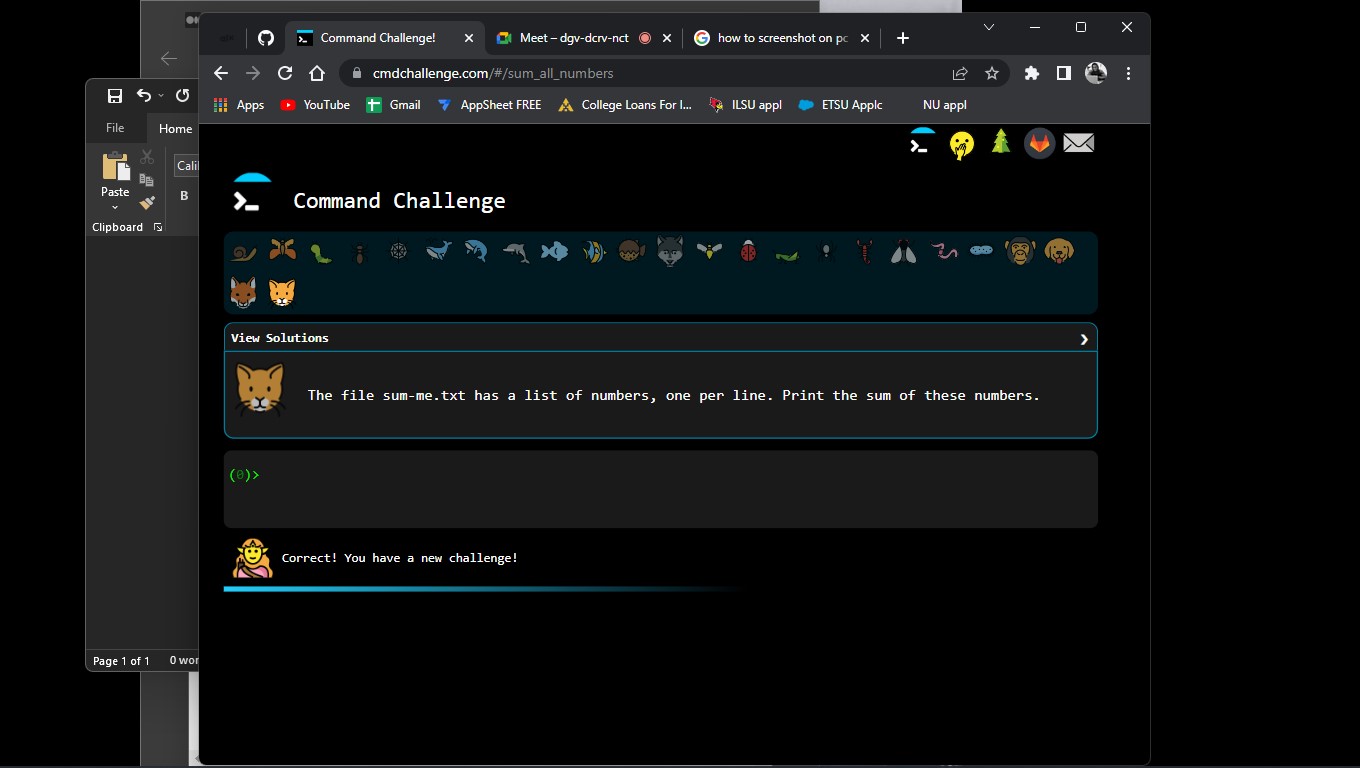 Command Challenge!
Meet – dgv-dcrv-nct
how to screenshot on pc
cmdchallenge.com/#/sum_all_numbers
Apps
YouTube
Gmail
AppSheet FREE
College Loans For I...
ILSU appl
ETSU Applc
NU appl
File
Home
Paste
Cali
B
Clipboard
Command Challenge
View Solutions
The file sum-me.txt has a list of numbers, one per line. Print the sum of these numbers.
(0)>
Correct! You have a new challenge!
Page 1 of 1
0 wor